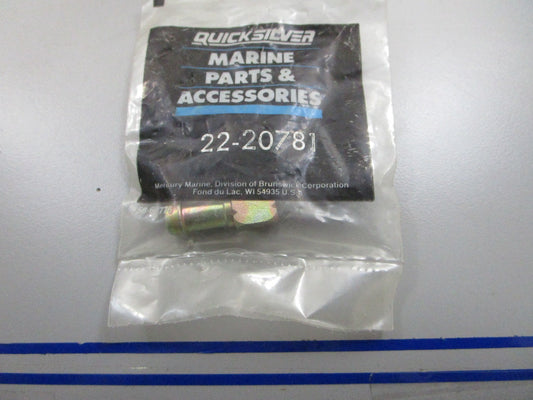 QUICKSILVER
MARINE
PARTS &
ACCESSORIES
22-20781
Mercury Marine, Division of Brunswick Corporation
Fond du Lac, WI 54935 U.S.A.